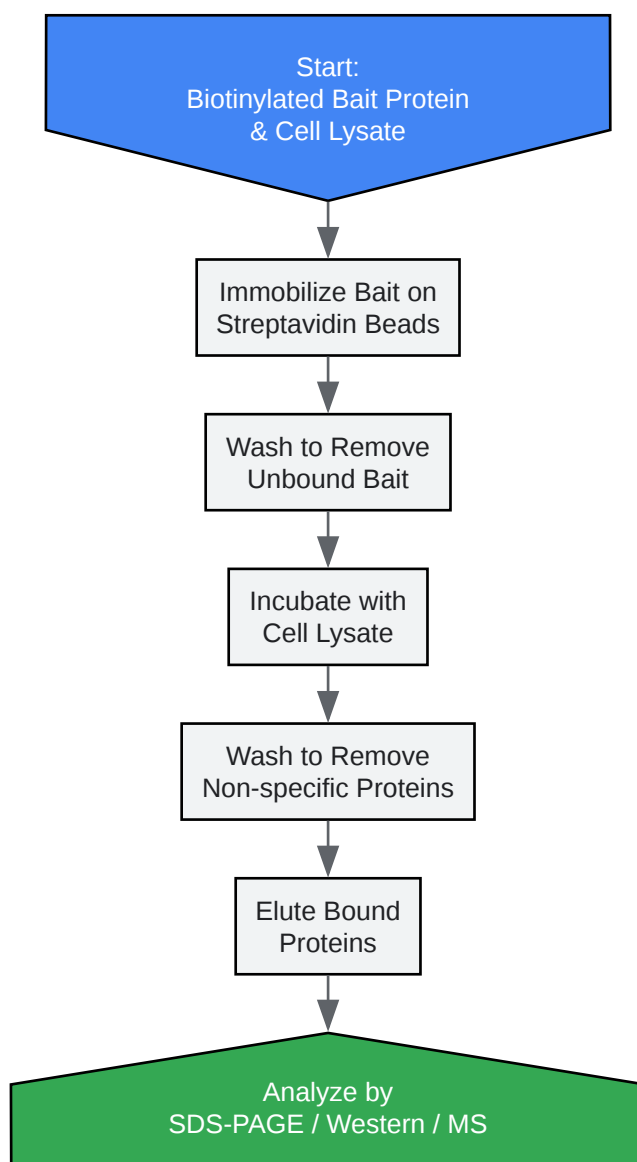 Start:
Biotinylated Bait Protein
& Cell Lysate
Immobilize Bait on
Streptavidin Beads
Wash to Remove
Unbound Bait
Incubate with
Cell Lysate
Wash to Remove
Non-specific Proteins
Elute Bound
Proteins
Analyze by
SDS-PAGE / Western / MS